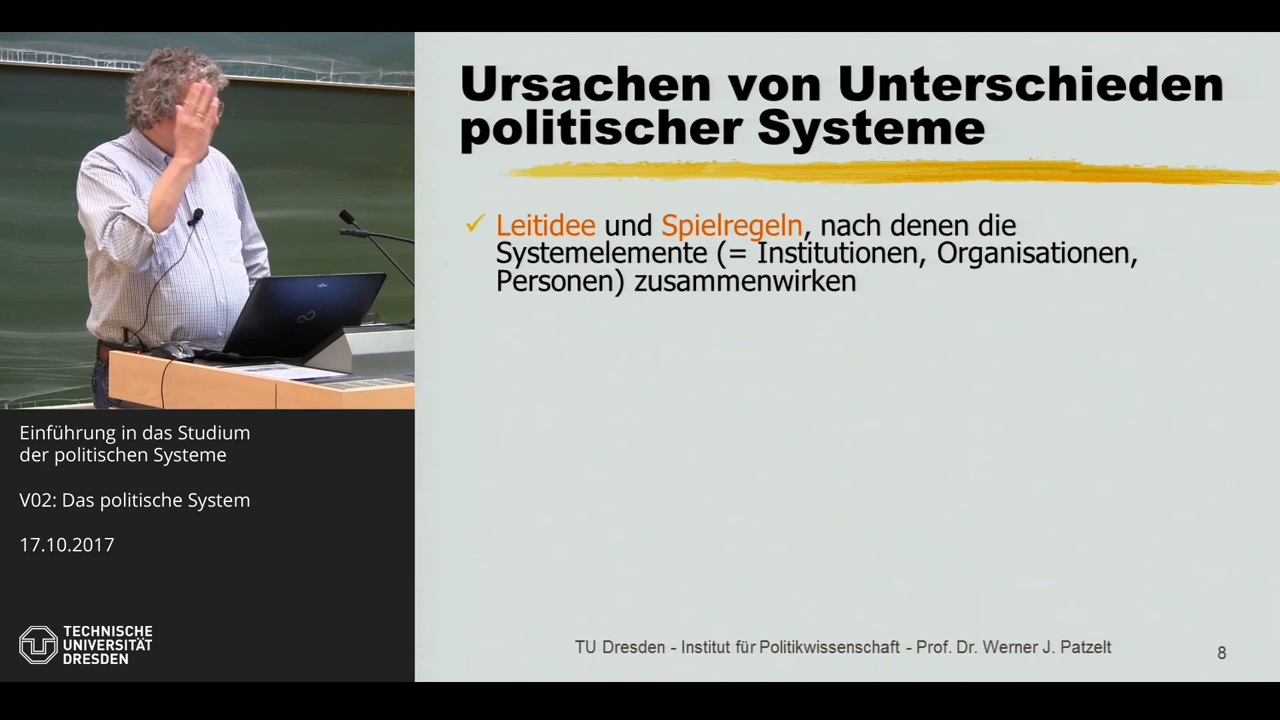 Ursachen von Unterschieden
politischer Systeme
✓ Leitidee und Spielregeln, nach denen die
Systemelemente (= Institutionen, Organisationen,
Personen) zusammenwirken
Einführung in das Studium
der politischen Systeme
V02: Das politische System
17.10.2017
TECHNISCHE
UNIVERSITÄT
DRESDEN
TU Dresden - Institut für Politikwissenschaft - Prof. Dr. Werner J. Patzelt
8